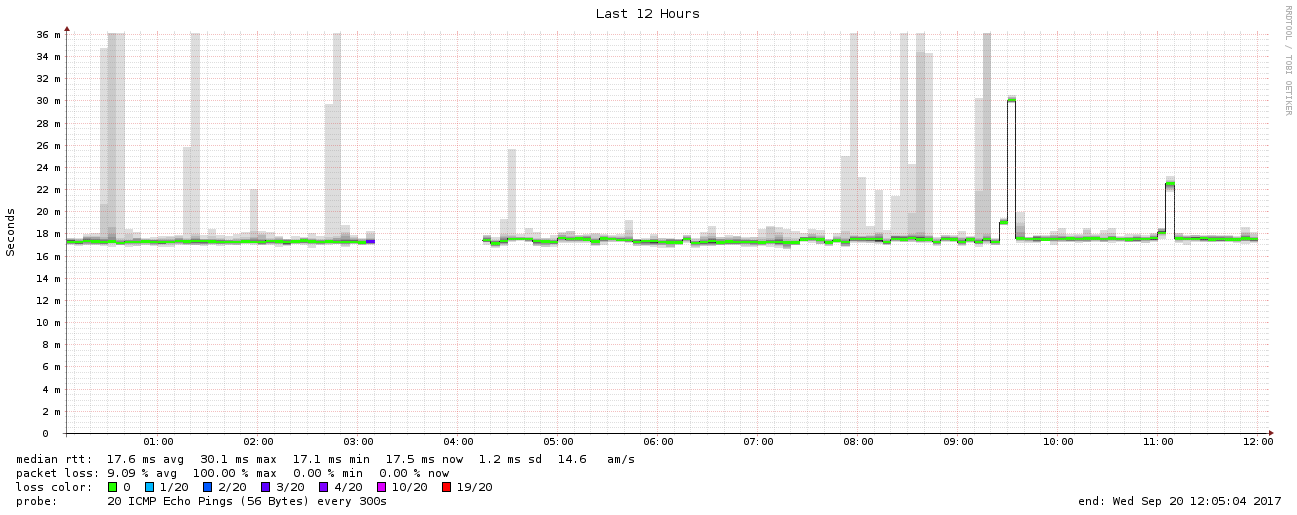 Last 12 Hours
RRDTOOL / TOBI OETIKER
Seconds
36 m
34 m
32 m
30 m
28 m
26 m
24 m
22 m
20 m
18 m
16 m
14 m
12 m
10 m
8 m
6 m
4 m
2 m
0
01:00 02:00 03:00 04:00 05:00 06:00 07:00 08:00 09:00 10:00 11:00 12:00
median rtt: 17.6 ms avg 30.1 ms max 17.1 ms min 17.5 ms now 1.2 ms sd 14.6 am/s
packet loss: 9.09 % avg 100.00 % max 0.00 % min 0.00 % now
loss color: 0 1/20 2/20 3/20 4/20 10/20 19/20
probe: 20 ICMP Echo Pings (56 Bytes) every 300s end: Wed Sep 20 12:05:04 2017